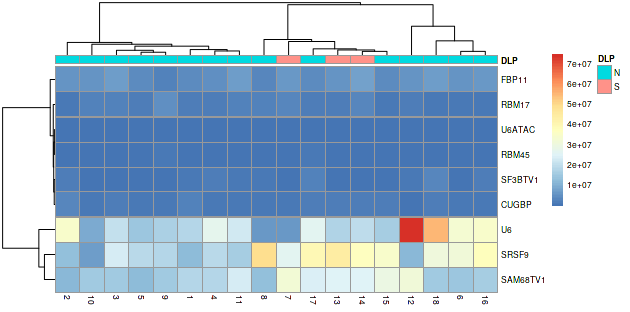 DLP
FBP11
RBM17
U6ATAC
RBM45
SF3BTV1
CUGBP
U6
SRSF9
SAM68TV1
2 10 3 5 9 1 4 11 8 7 17 13 14 15 12 18 6 16
7e+07
6e+07
5e+07
4e+07
3e+07
2e+07
1e+07
DLP
N
S